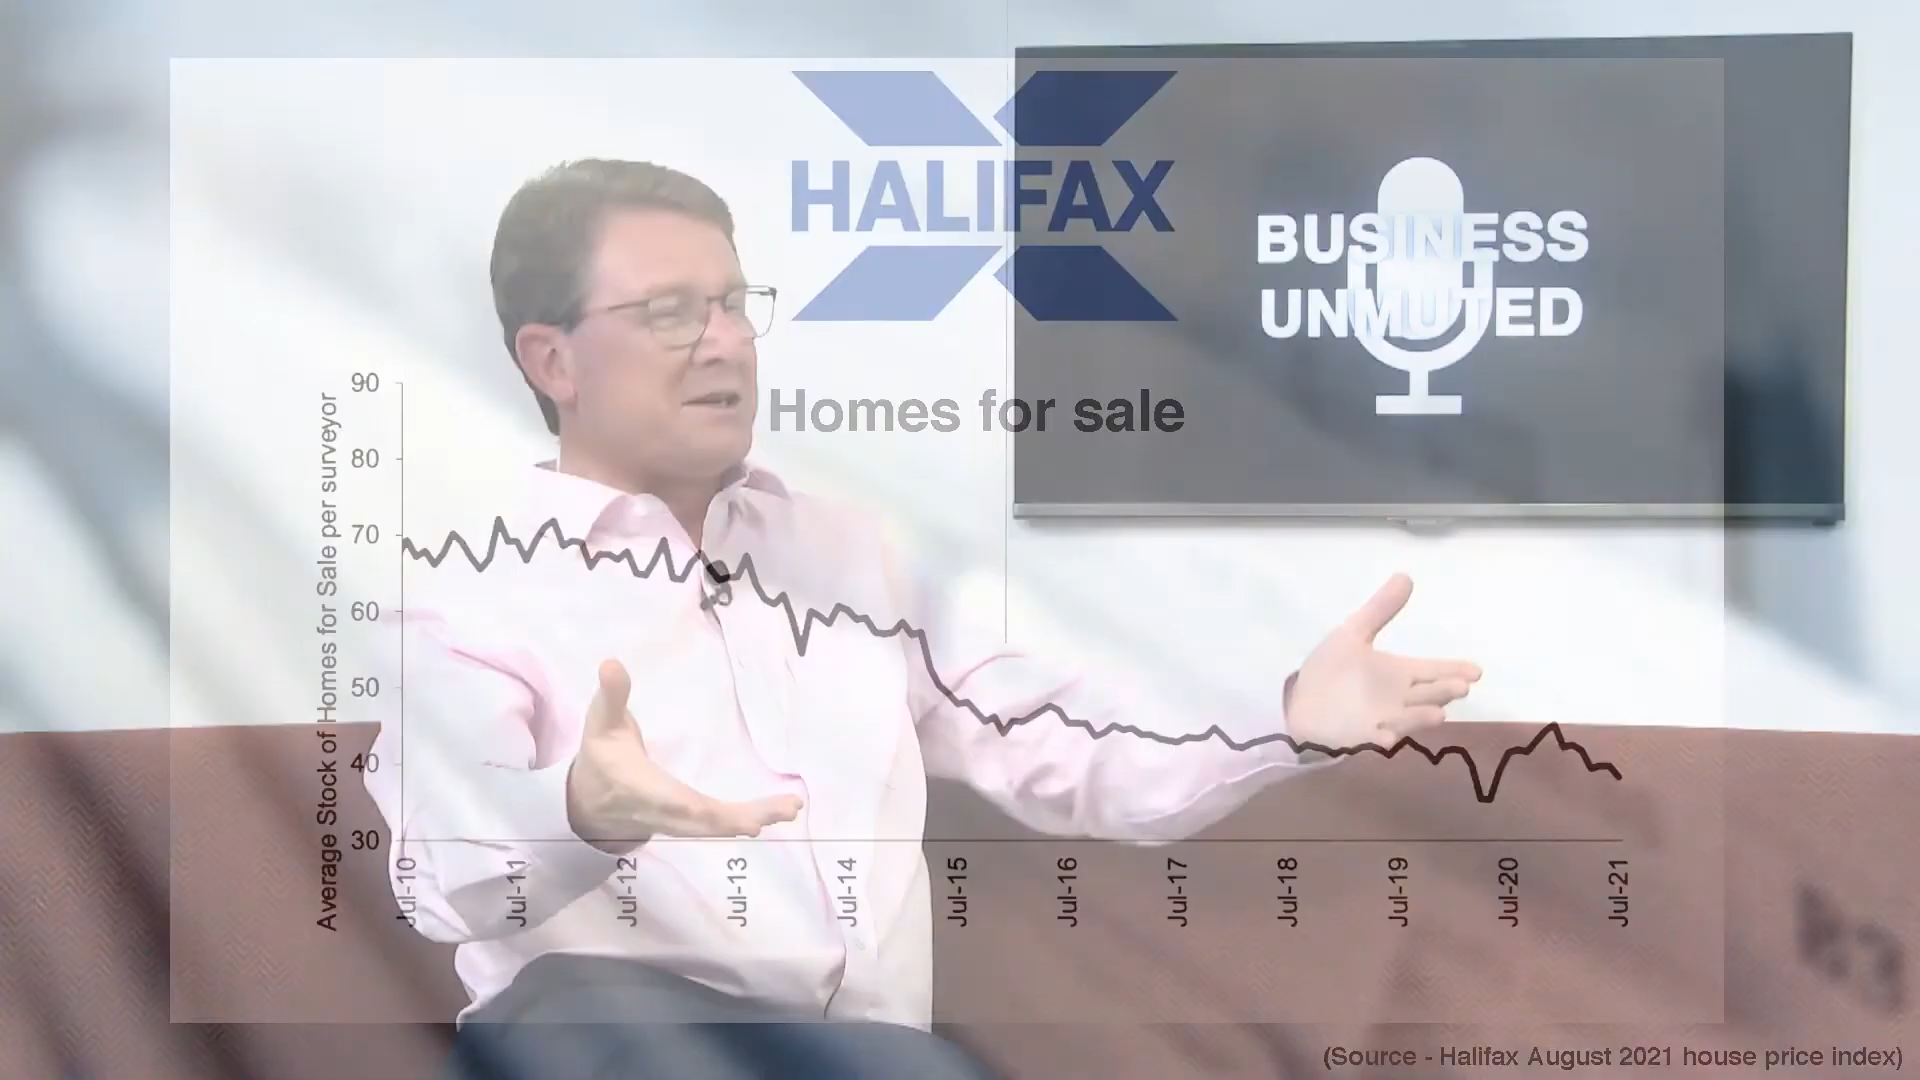 HALIFAX
BUSINESS
UNMUTED
Homes for sale
Average Stock of Homes for Sale per surveyor
90
80
70
60
50
40
30
Jul-10
Jul-11
Jul-12
Jul-13
Jul-14
Jul-15
Jul-16
Jul-17
Jul-18
Jul-19
Jul-20
Jul-21
(Source - Halifax August 2021 house price index)